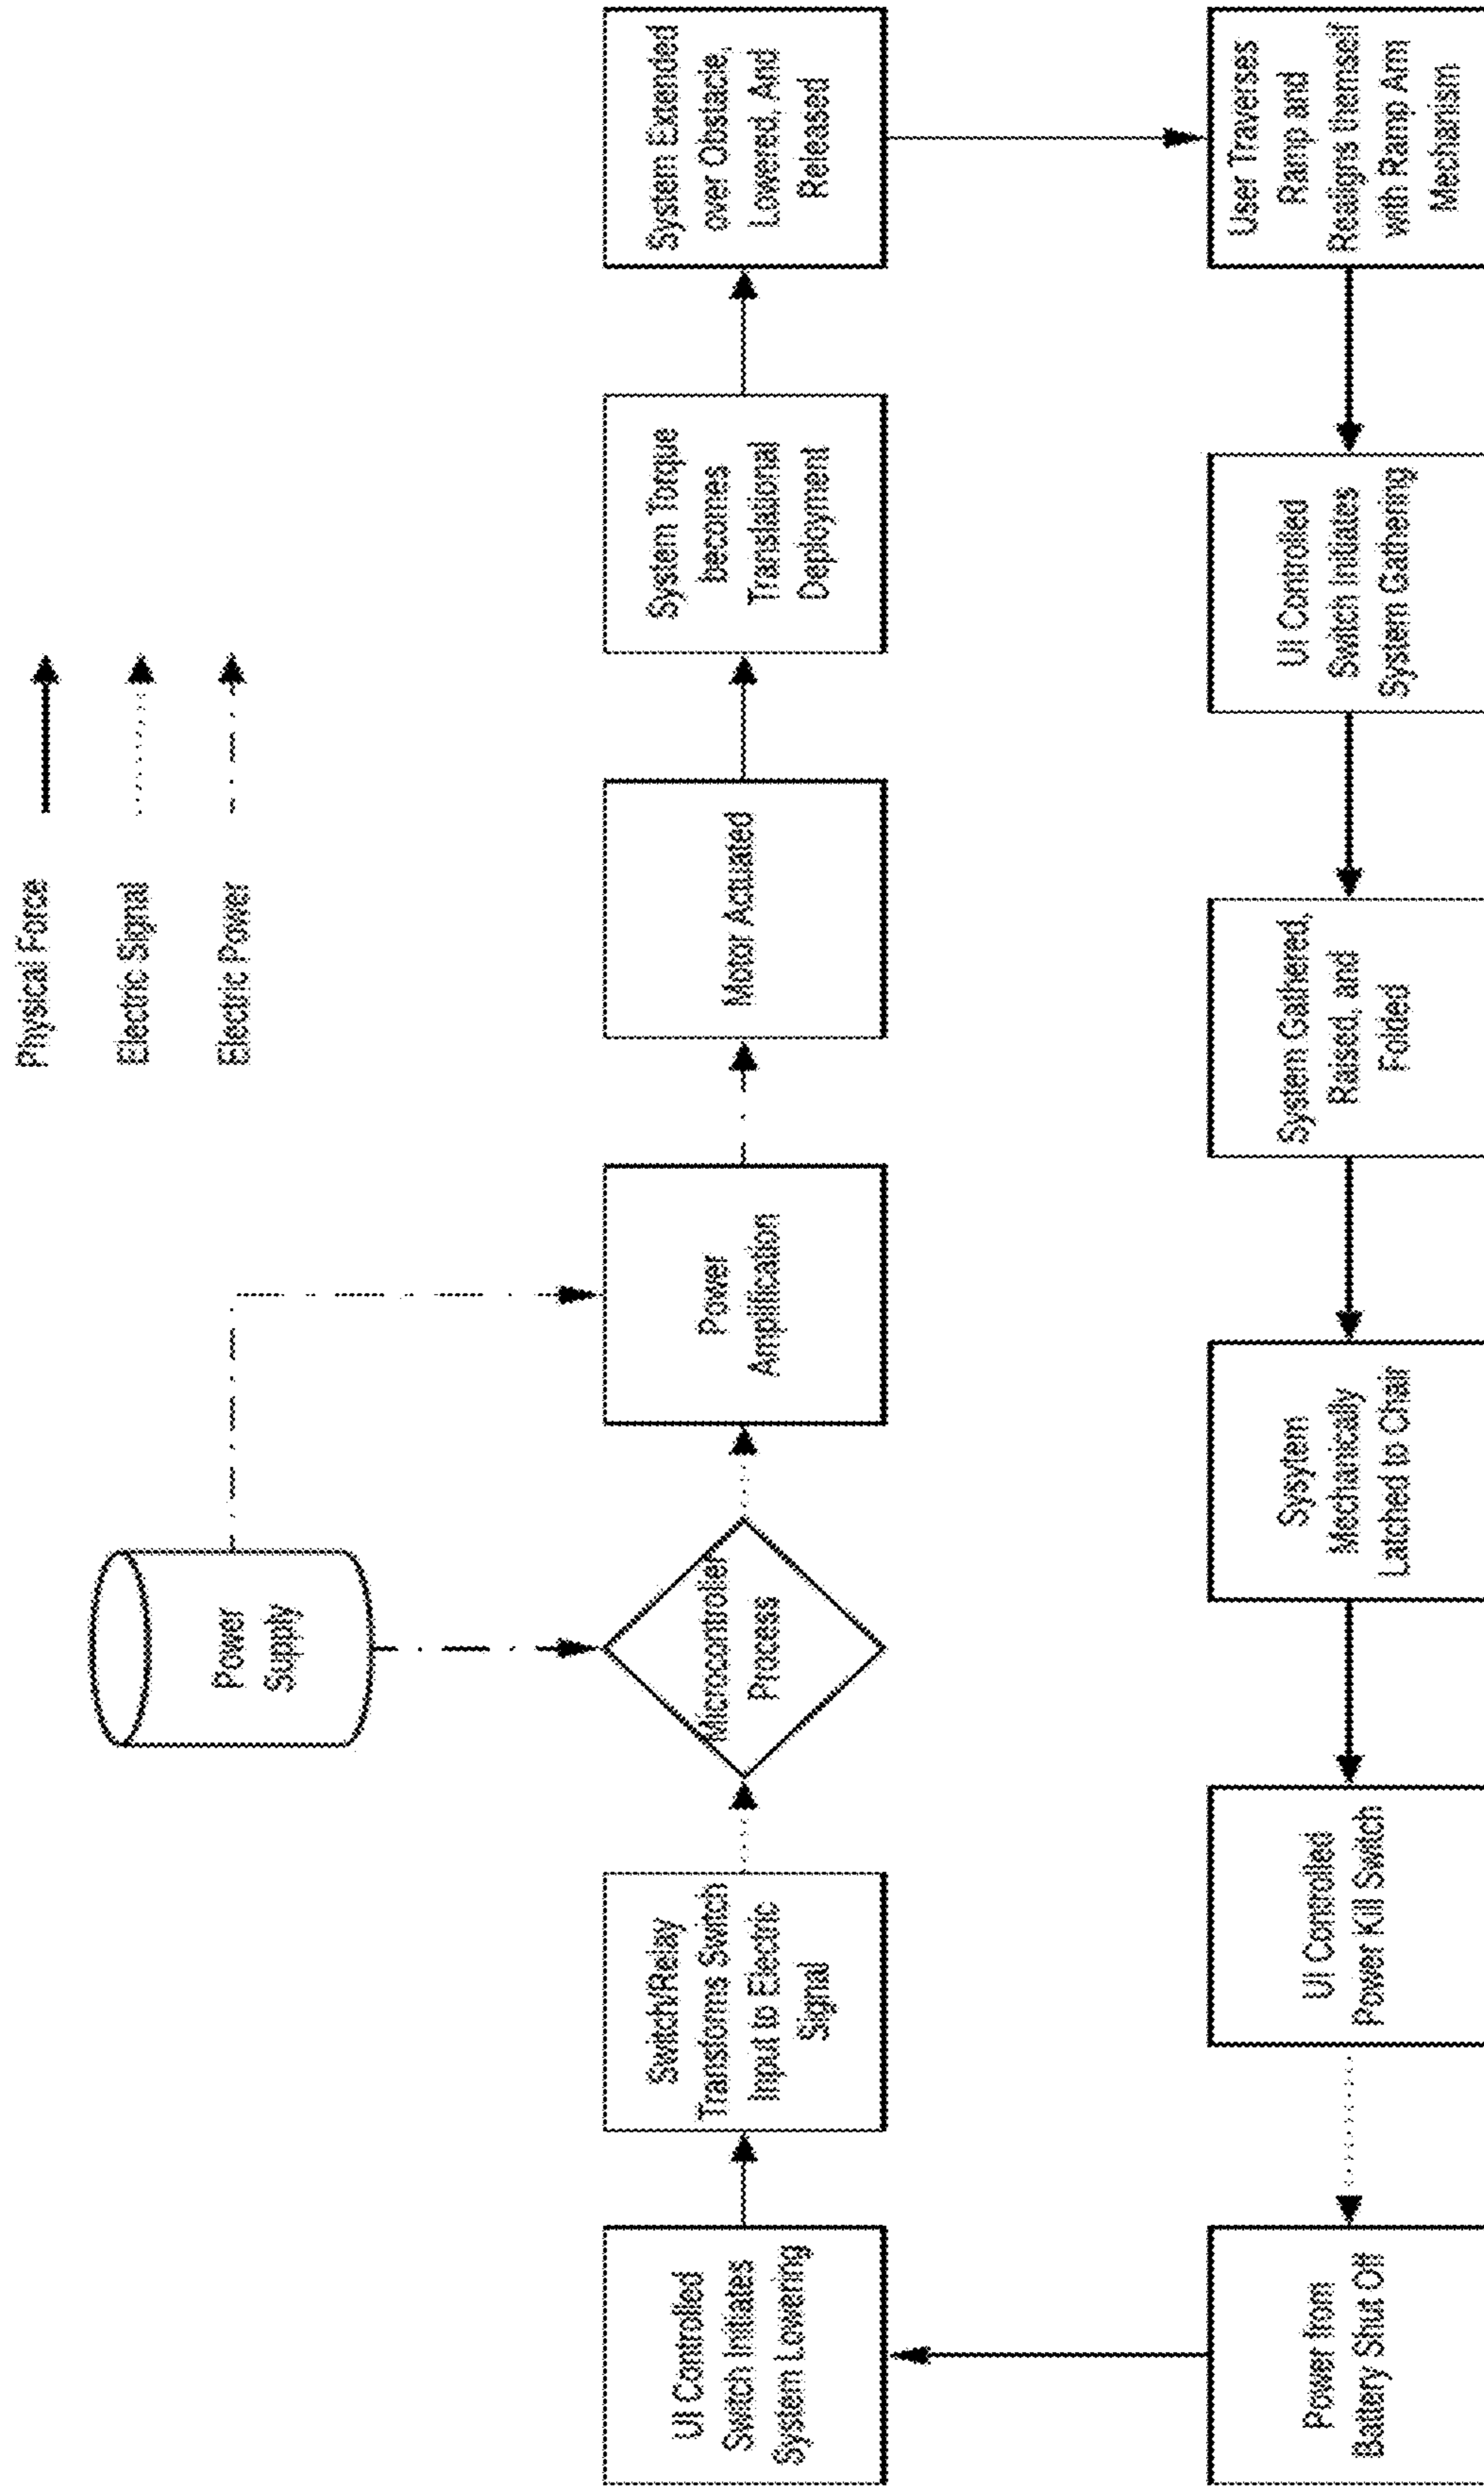 Physical Force
Electric Signal
Electric Power
Power
Supply
UI Controlled
Switch Initiates
System Lowering
Switch/Relay
Transforms Switch
Input to Electric
Signal
Microcontroller
Process
Power
Amplification
Motor Actuated
System Torque
becomes
Translational
Deployment
System Extended
over Obstacle,
Lowered, And
Released
User Traverses
Ramp and
Realigns themself
with Ramp Arm
Mechanism
UI Controlled
Switch Initiates
System Gathering
System Gathered,
Raised, and
Folded
Sysytem
Mechanically
Latched to Chair
UI Controlled
Power Kill Switch
Power from
Battery Shut Off